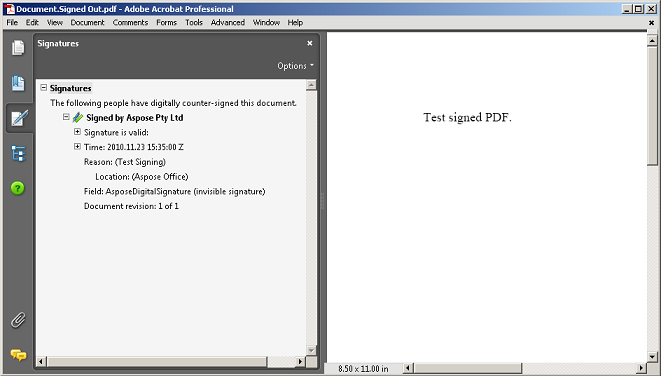 Document.Signed Out.pdf - Adobe Acrobat Professional
File Edit View Document Comments Forms Tools Advanced Window Help
Signatures
Options
Signatures
The following people have digitally counter-signed this document.
Signed by Aspose Pty Ltd
Signature is valid:
Time: 2010.11.23 15:35:00 Z
Reason: (Test Signing)
Location: (Aspose Office)
Field: AsposeDigitalSignature (invisible signature)
Document revision: 1 of 1
Test signed PDF.
8.50 x 11.00 in